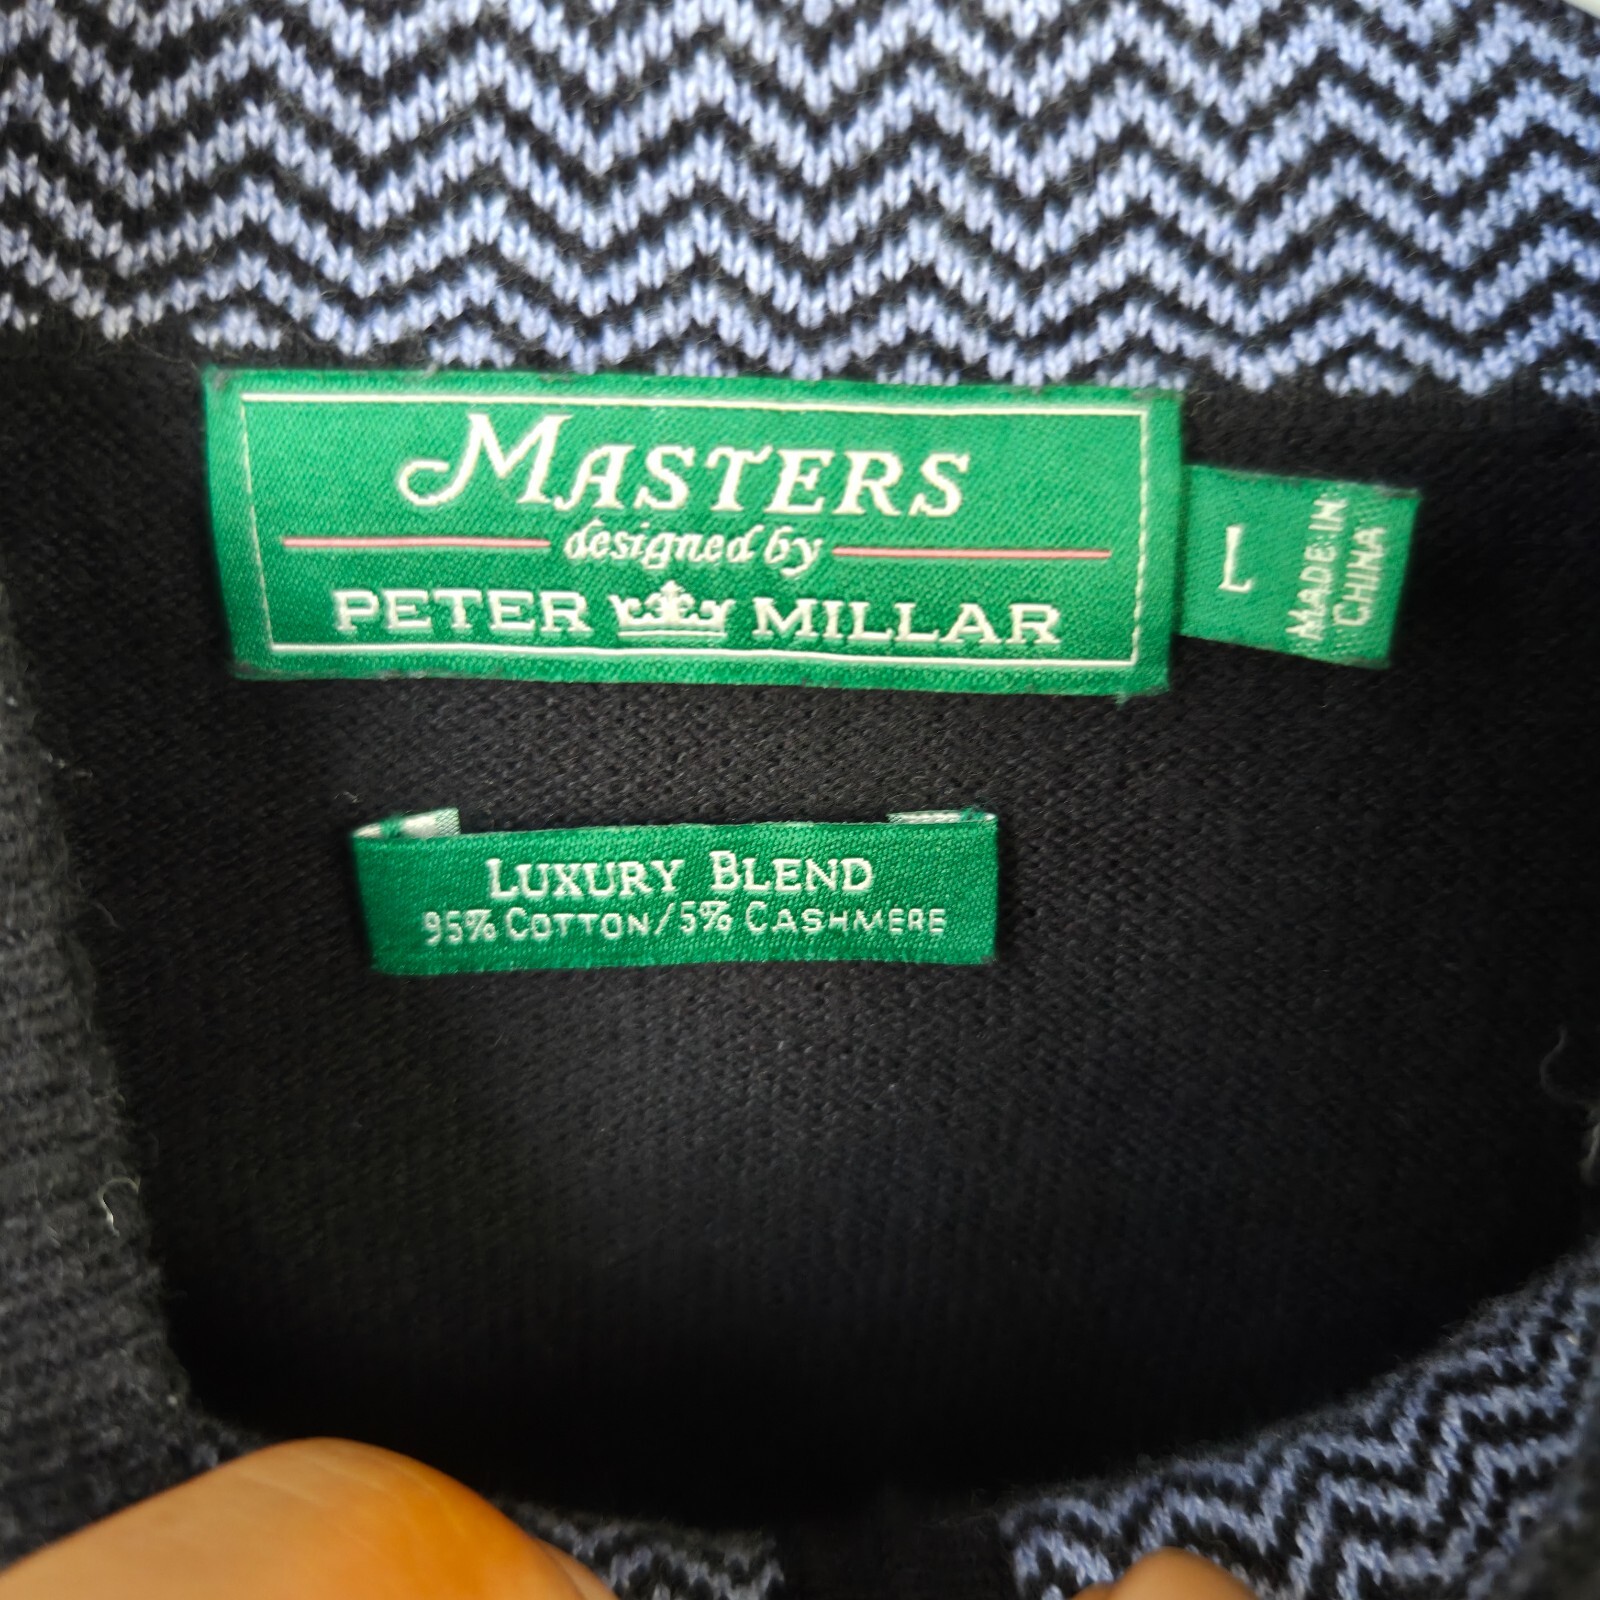 MASTERS
designed by
PETER MILLAR
L
MADE IN
CHINA
LUXURY BLEND
95% COTTON/5% CASHMERE